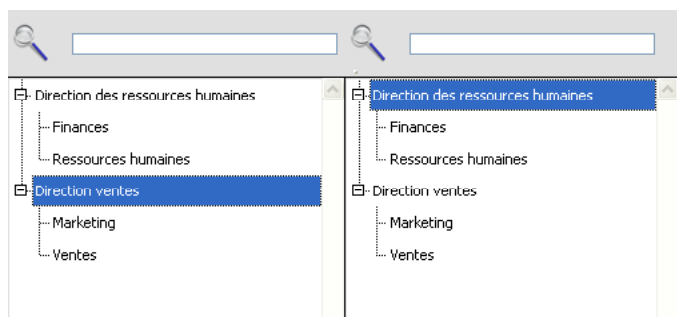 Direction des ressources humaines
Finances
Ressources humaines
Direction ventes
Marketing
Ventes
Direction des ressources humaines
Finances
Ressources humaines
Direction ventes
Marketing
Ventes